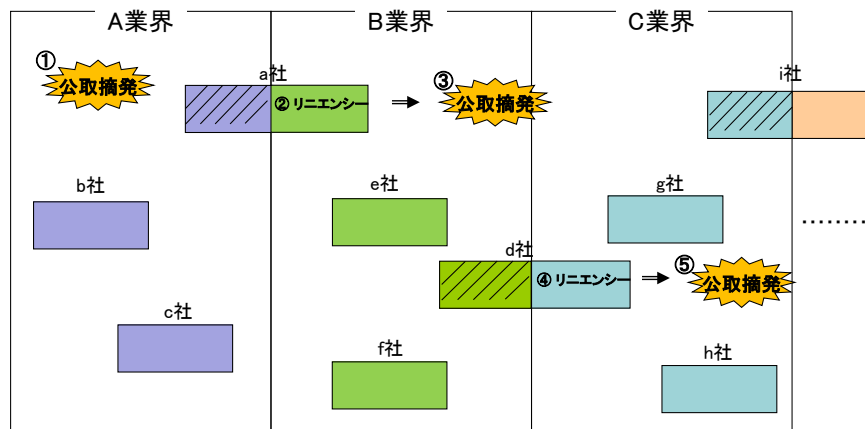 A業界
B業界
C業界
①
公取摘発
a社
② リニエンシー
⇒
③
公取摘発
i社
b社
e社
g社
………
d社
④ リニエンシー
⇒
⑤
公取摘発
c社
f社
h社